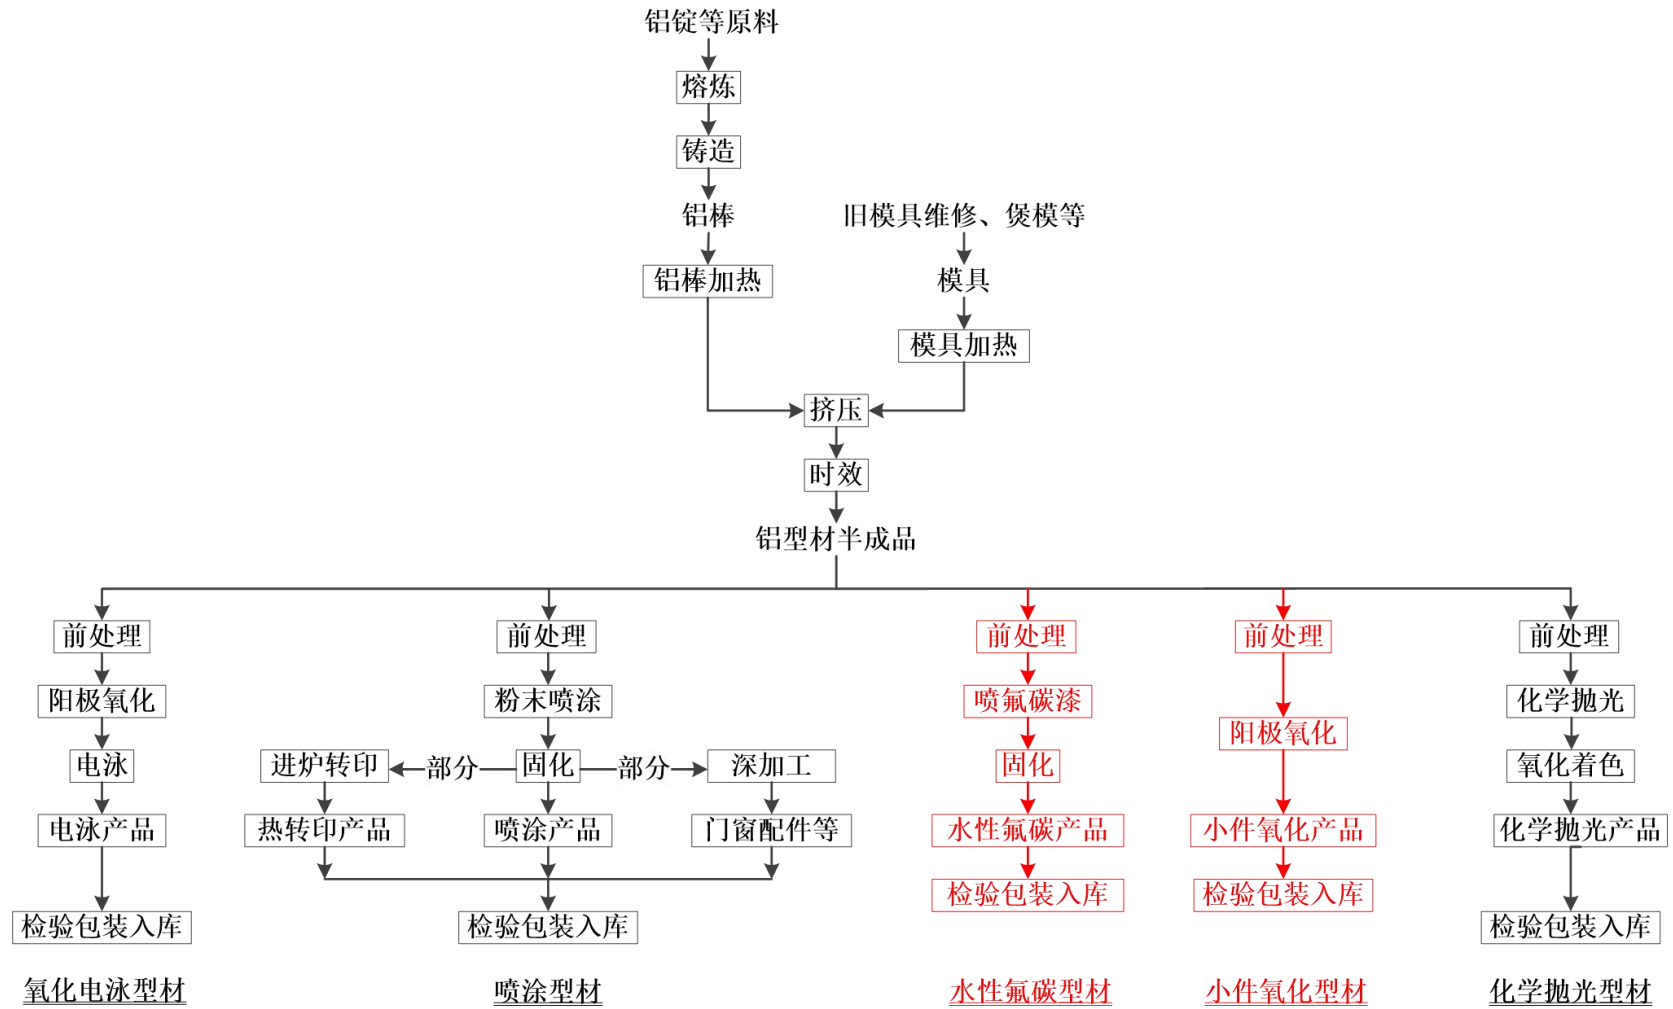 铝锭等原料
熔炼
铸造
铝棒
旧模具维修、煲模等
铝棒加热
模具
模具加热
挤压
时效
铝型材半成品
前处理
前处理
前处理
前处理
前处理
阳极氧化
粉末喷涂
喷氟碳漆
阳极氧化
化学抛光
电泳
进炉转印
部分
固化
部分
深加工
固化
氧化着色
电泳产品
热转印产品
喷涂产品
门窗配件等
水性氟碳产品
小件氧化产品
化学抛光产品
检验包装入库
检验包装入库
检验包装入库
检验包装入库
检验包装入库
氧化电泳型材
喷涂型材
水性氟碳型材
小件氧化型材
化学抛光型材